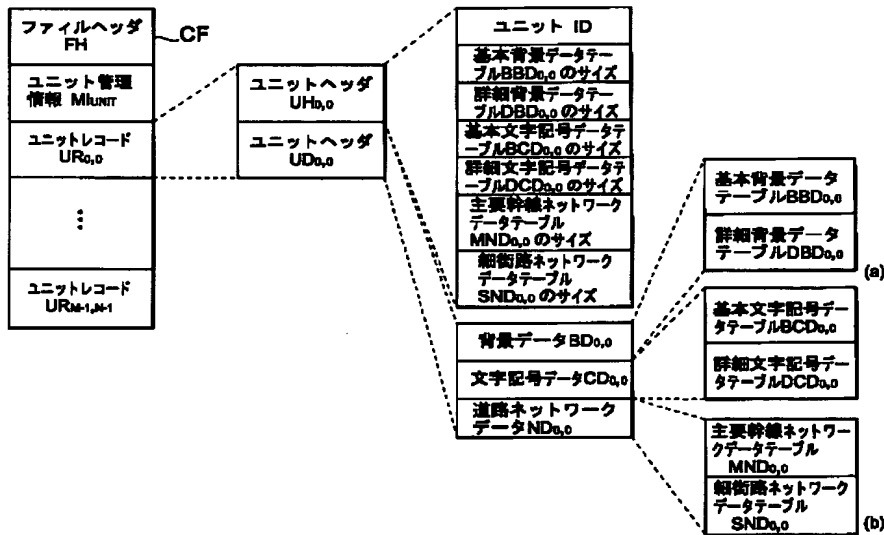 ファイルヘッダ
FH
CF
ユニット管理
情報 MIUNIT
ユニットレコード
UR0,0
⋮
ユニットレコード
URM-1,N-1
ユニットヘッダ
UH0,0
ユニットヘッダ
UD0,0
ユニット ID
基本背景データテー
ブルBBD0,0 のサイズ
詳細背景データテー
ブルDBD0,0 のサイズ
基本文字記号データテ
ーブルBCD0,0のサイズ
詳細文字記号データテ
ーブルDCD0,0のサイズ
主要幹線ネットワーク
データテーブル
MND0,0 のサイズ
細街路ネットワーク
データテーブル
SND0,0 のサイズ
背景データBD0,0
文字記号データCD0,0
道路ネットワーク
データND0,0
基本背景データ
テーブルBBD0,0
詳細背景データ
テーブルDBD0,0
(a)
基本文字記号デー
タテーブルBCD0,0
詳細文字記号デー
タテーブルDCD0,0
主要幹線ネットワー
クデータテーブル
MND0,0
細街路ネットワーク
データテーブル
SND0,0
(b)